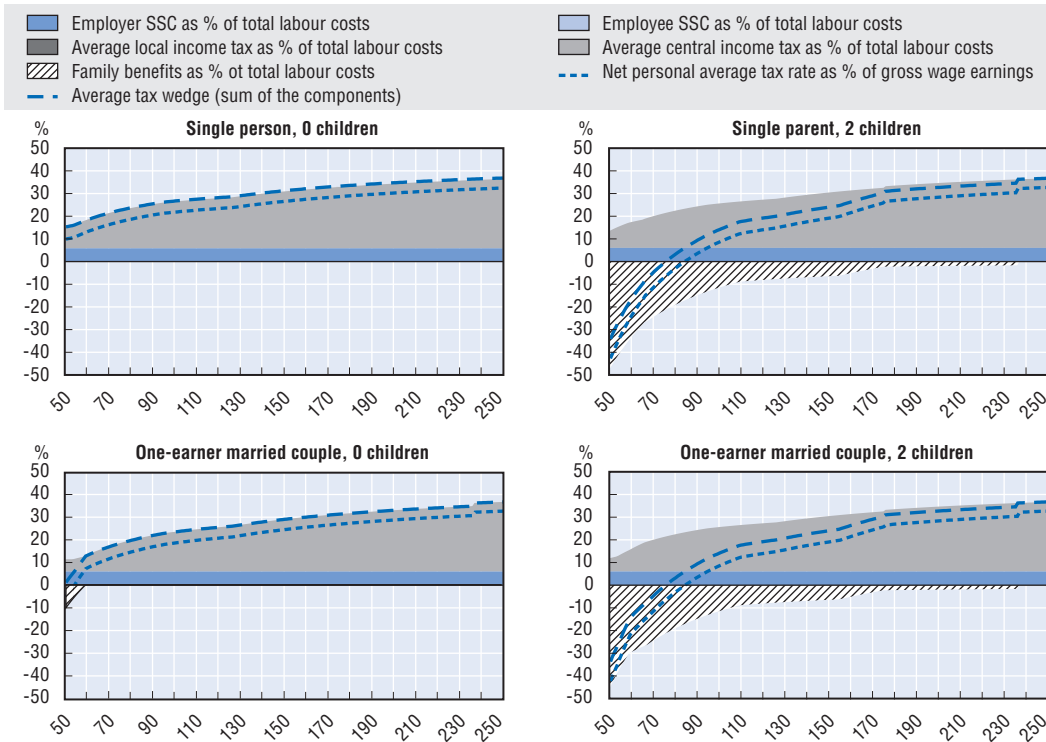 Employer SSC as % of total labour costs
Employee SSC as % of total labour costs
Average local income tax as % of total labour costs
Average central income tax as % of total labour costs
Family benefits as % ot total labour costs
Net personal average tax rate as % of gross wage earnings
Average tax wedge (sum of the components)
% Single person, 0 children
50
40
30
20
10
0
-10
-20
-30
-40
-50
50 70 90 110 130 150 170 190 210 230 250
% Single parent, 2 children
50
40
30
20
10
0
-10
-20
-30
-40
-50
50 70 90 110 130 150 170 190 210 230 250
% One-earner married couple, 0 children
50
40
30
20
10
0
-10
-20
-30
-40
-50
50 70 90 110 130 150 170 190 210 230 250
% One-earner married couple, 2 children
50
40
30
20
10
0
-10
-20
-30
-40
-50
50 70 90 110 130 150 170 190 210 230 250